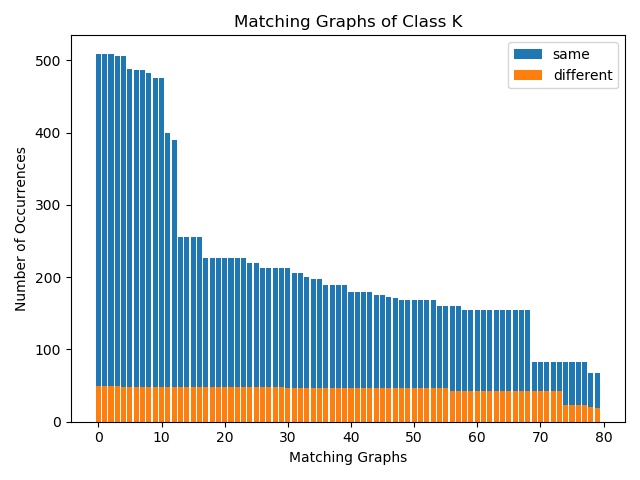 Matching Graphs of Class K
same
different
Number of Occurrences
500
400
300
200
100
0
0 10 20 30 40 50 60 70 80
Matching Graphs